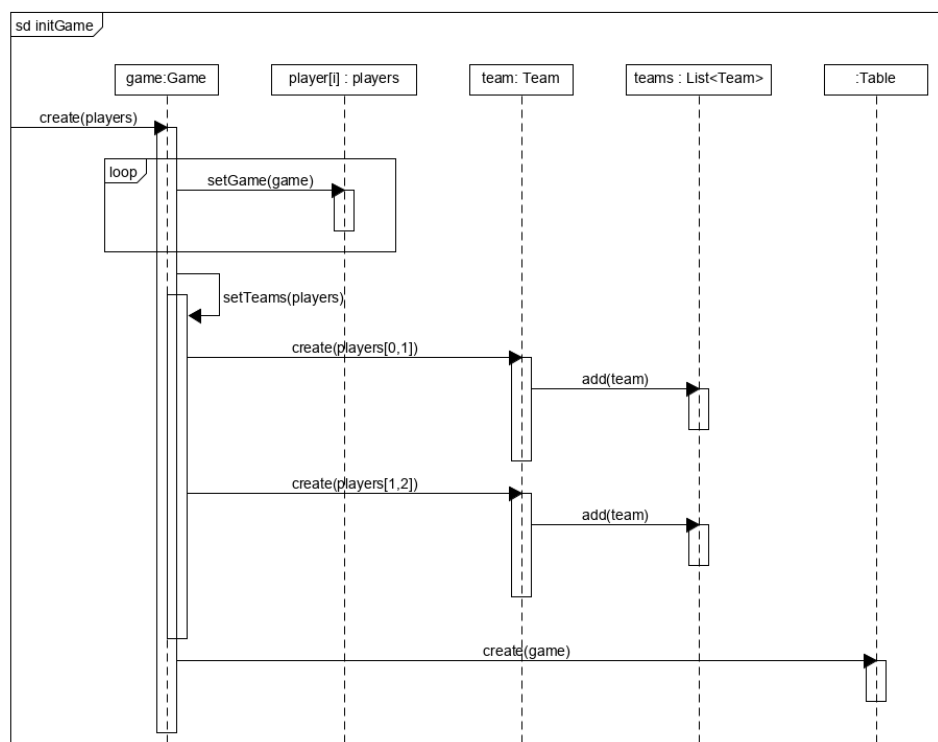 sd initGame
game:Game
player[i] : players
team: Team
teams : List<Team>
:Table
create(players)
loop
setGame(game)
setTeams(players)
create(players[0,1])
add(team)
create(players[1,2])
add(team)
create(game)